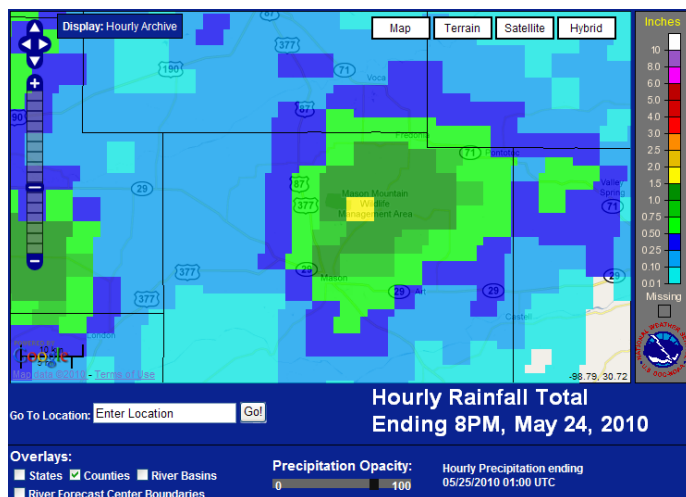 Display: Hourly Archive
Map
Terrain
Satellite
Hybrid
Inches
10
8.0
6.0
5.0
4.0
3.0
2.5
2.0
1.5
1.0
0.75
0.50
0.25
0.10
0.01
Missing
377
190
71
Voca
87
90
Fredonia
71
Pontotoc
29
87
377
Mason Mountain
Wildlife
Management Area
Valley
Spring
71
29
377
Mason
29
377
29
Art
29
Castell
London
POWERED BY
Google
Map data ©2010 - Terms of Use
-98.79, 30.72
Go To Location:
Enter Location
Go!
Hourly Rainfall Total
Ending 8PM, May 24, 2010
Overlays:
States
Counties
River Basins
River Forecast Center Boundaries
Precipitation Opacity:
0
100
Hourly Precipitation ending
05/25/2010 01:00 UTC